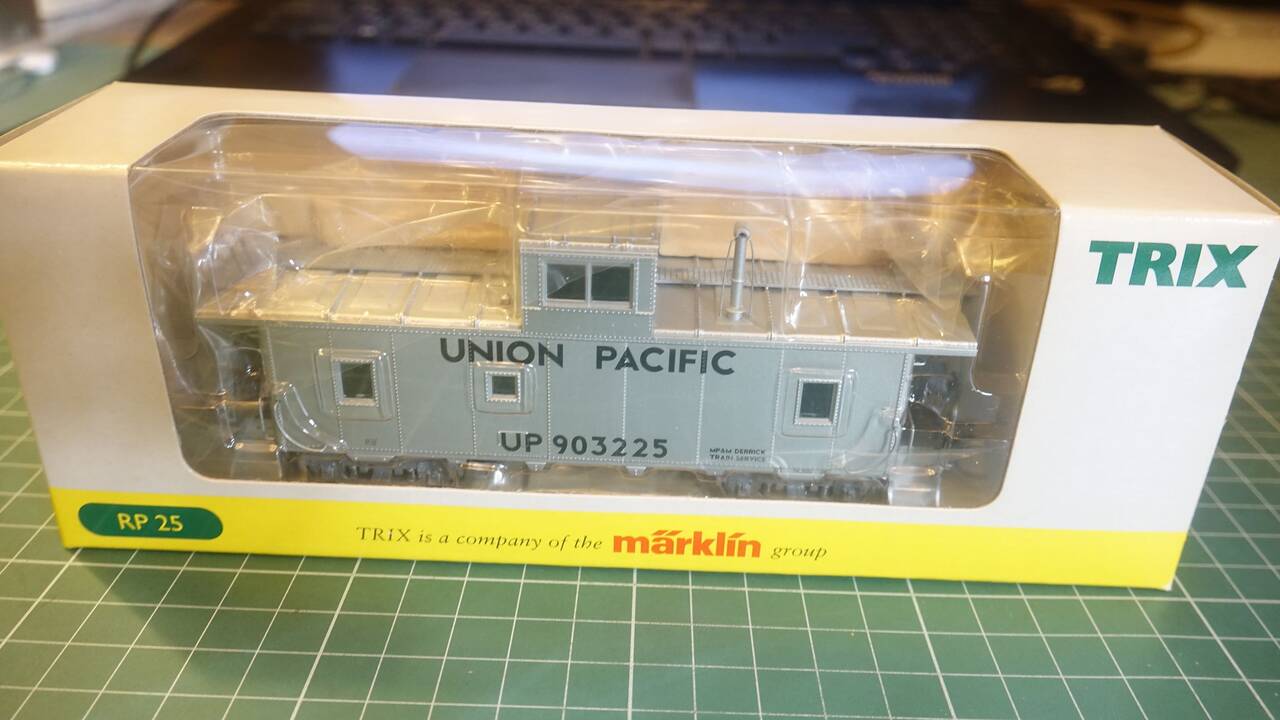 TRIX
UNION PACIFIC
UP 903225
MP&M DERRICK
TRAIN SERVICE
RP 25
TRIX is a company of the märklin group